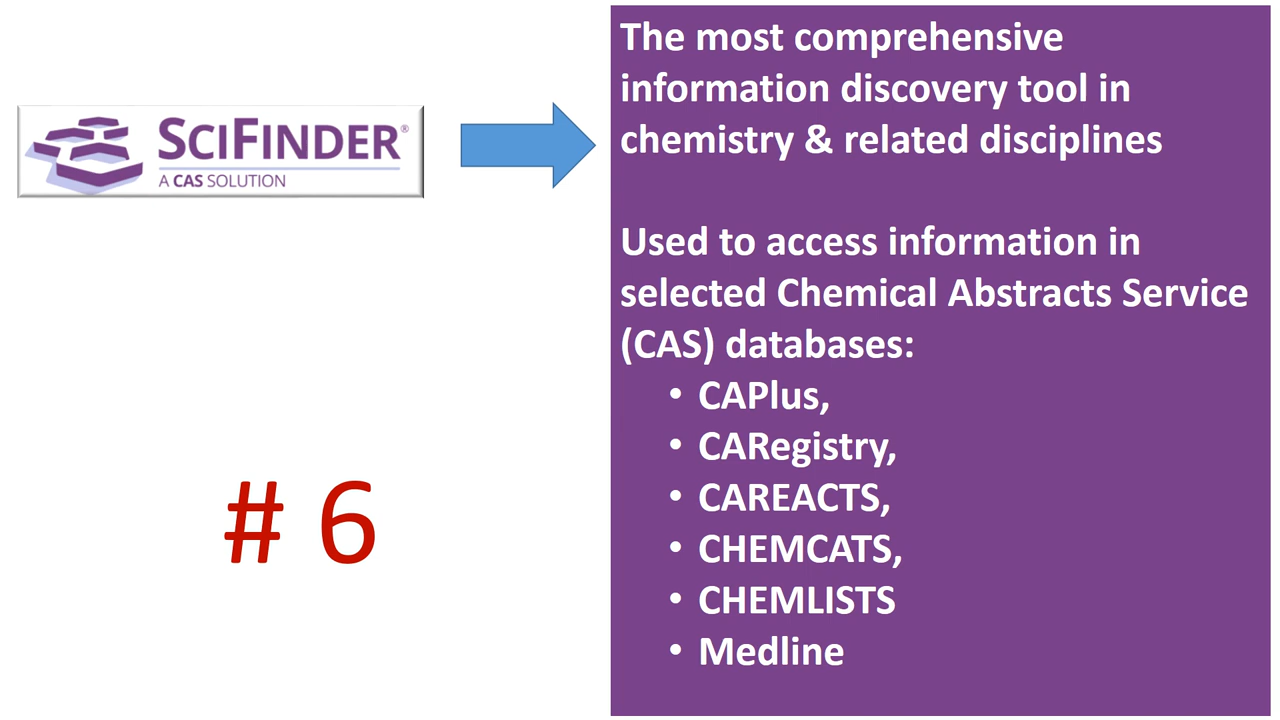 SCIFINDER®
A CAS SOLUTION
The most comprehensive
information discovery tool in
chemistry & related disciplines
Used to access information in
selected Chemical Abstracts Service
(CAS) databases:
• CAPlus,
• CARegistry,
• CAREACTS,
• CHEMCATS,
• CHEMLISTS
• Medline
# 6